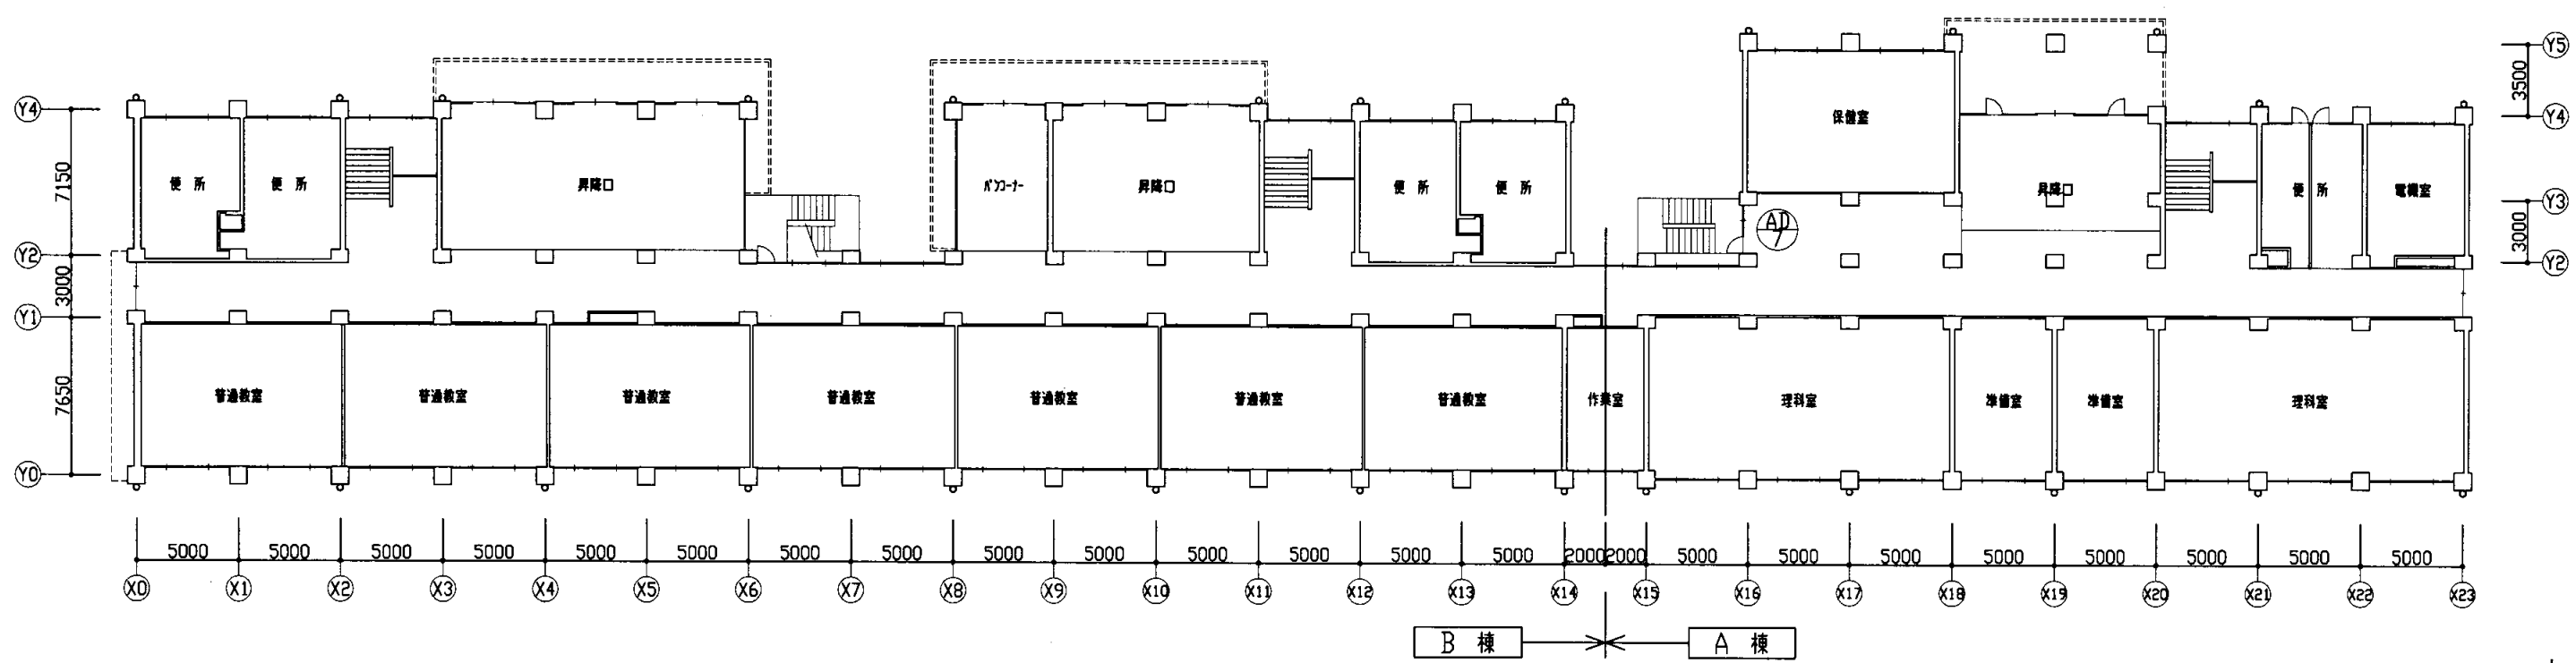 Y5
3500
Y4
Y4
保健室
7150
便 所
便 所
昇降口
パンコーナー
昇降口
便 所
便 所
昇降口
便 所
電機室
Y3
AD
7
3000
Y2
Y2
3000
Y1
7650
普通教室
普通教室
普通教室
普通教室
普通教室
普通教室
普通教室
作業室
理科室
準備室
準備室
理科室
Y0
5000 5000 5000 5000 5000 5000 5000 5000 5000 5000 5000 5000 5000 5000 2000 2000 5000 5000 5000 5000 5000 5000 5000 5000
X0 X1 X2 X3 X4 X5 X6 X7 X8 X9 X10 X11 X12 X13 X14 X15 X16 X17 X18 X19 X20 X21 X22 X23
B 棟
A 棟